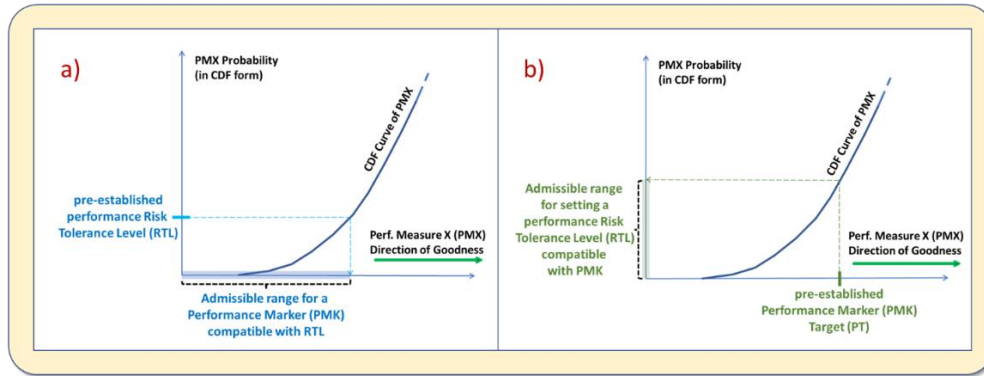 a)
PMX Probability
(in CDF form)
CDF Curve of PMX
pre-established
performance Risk
Tolerance Level (RTL)
Perf. Measure X (PMX)
Direction of Goodness
Admissible range for a
Performance Marker (PMK)
compatible with RTL
b)
PMX Probability
(in CDF form)
CDF Curve of PMX
Admissible range
for setting a
performance Risk
Tolerance Level (RTL)
compatible
with PMK
Perf. Measure X (PMX)
Direction of Goodness
pre-established
Performance Marker (PMK)
Target (PT)